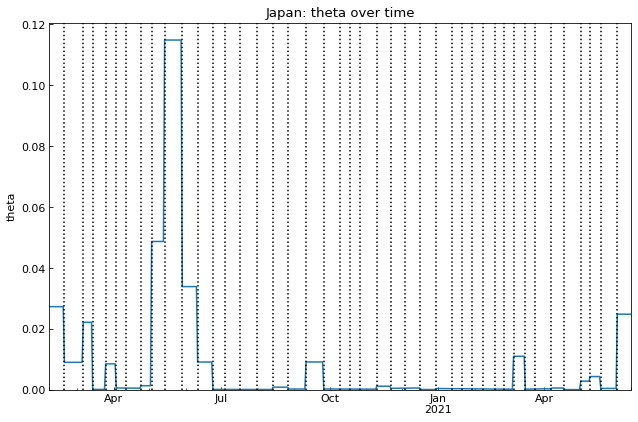 Japan: theta over time
0.12
0.10
0.08
0.06
0.04
0.02
0.00
theta
Apr
Jul
Oct
Jan
2021
Apr